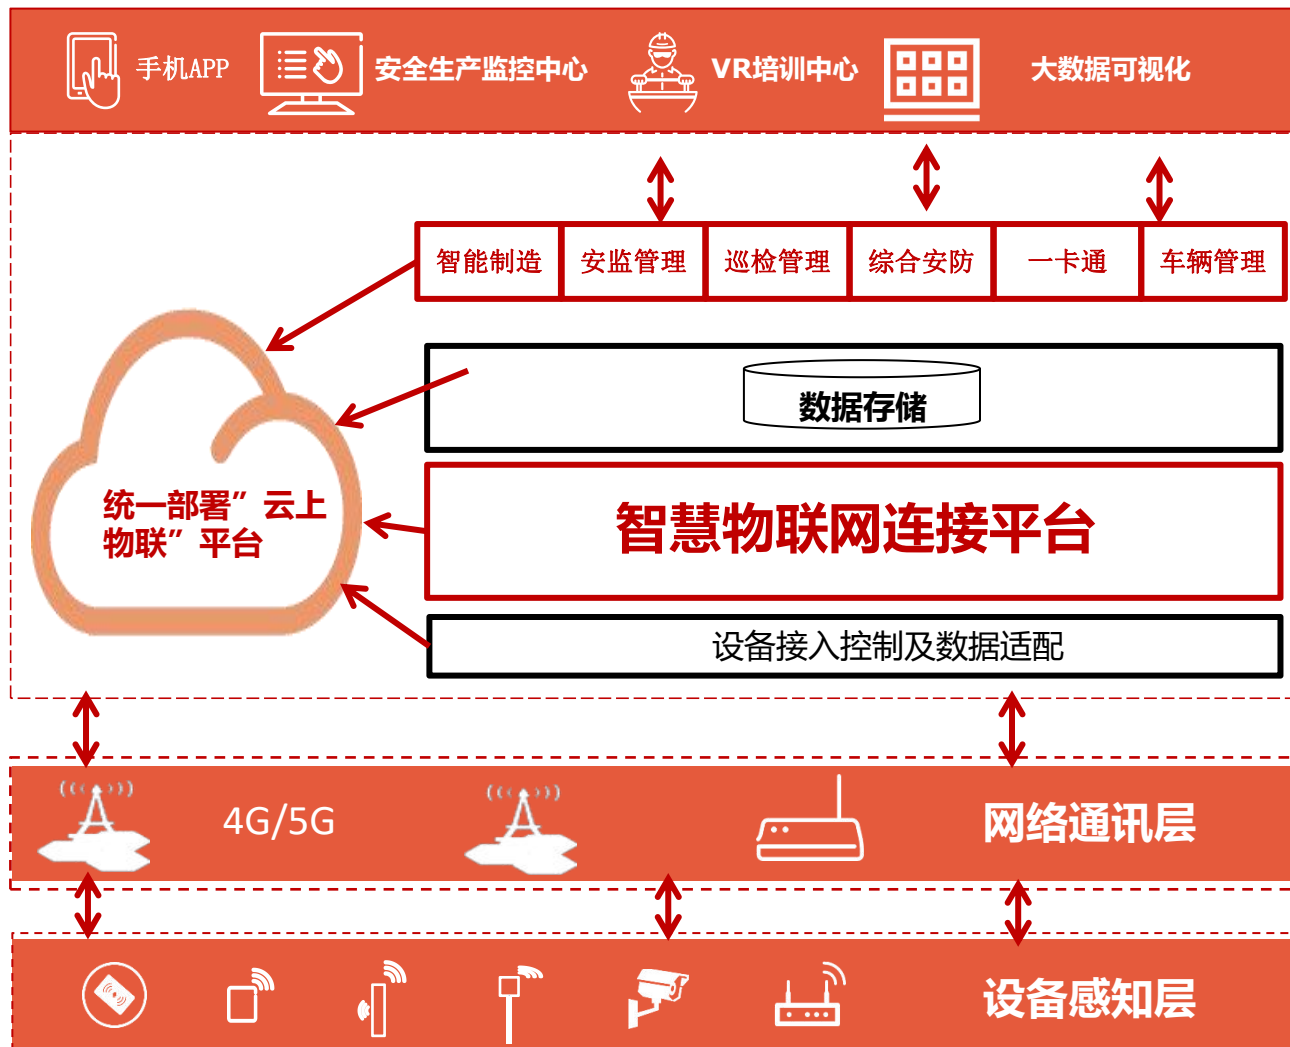 手机APP
安全生产监控中心
VR培训中心
大数据可视化
智能制造
安监管理
巡检管理
综合安防
一卡通
车辆管理
数据存储
统一部署”云上
物联”平台
智慧物联网连接平台
设备接入控制及数据适配
4G/5G
网络通讯层
设备感知层